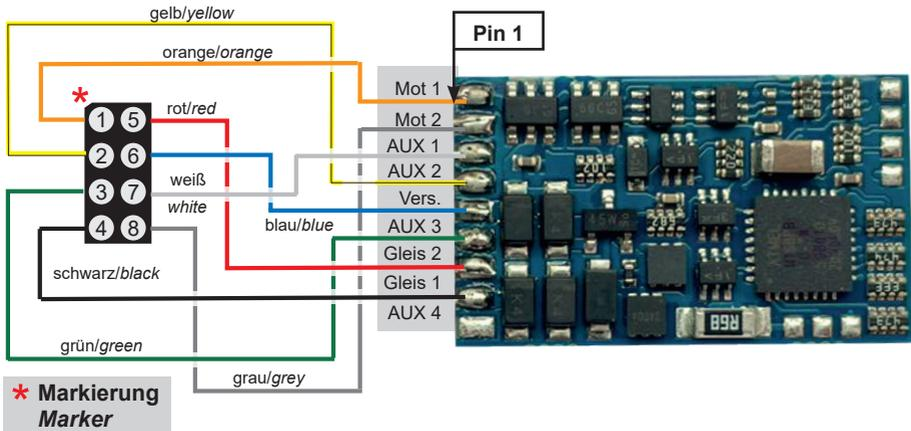 gelb/yellow
Pin 1
orange/orange
Mot 1
rot/red
Mot 2
1 5
AUX 1
2 6
AUX 2
weiß
3 7
white
Vers.
4 8
blau/blue
AUX 3
Gleis 2
schwarz/black
Gleis 1
AUX 4
grün/green
grau/grey
* Markierung
Marker
R68